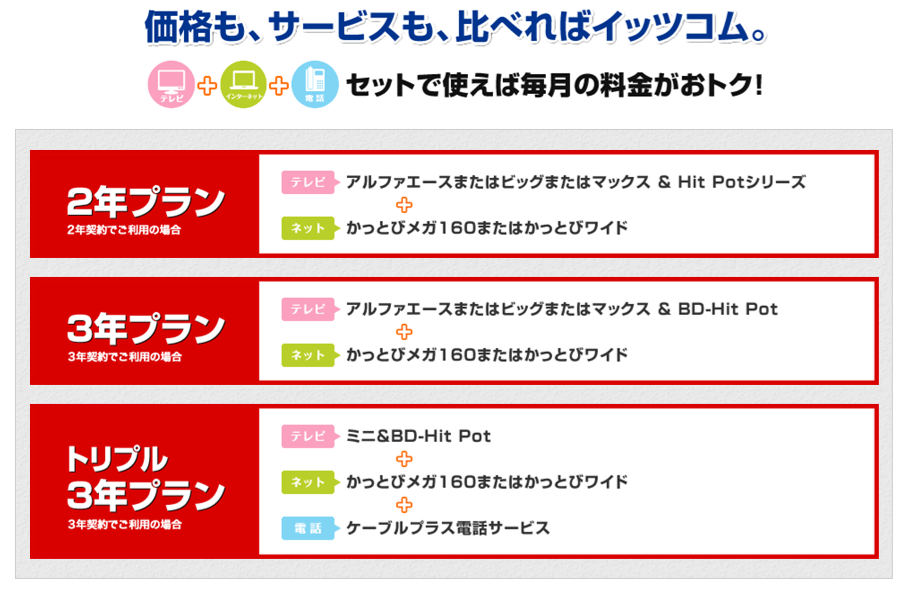 価格も、サービスも、比べればイッツコム。
テレビ
インターネット
電話
セットで使えば毎月の料金がおトク!
2年プラン
2年契約でご利用の場合
テレビ
アルファエースまたはビッグまたはマックス & Hit Potシリーズ
ネット
かっとびメガ160またはかっとびワイド
3年プラン
3年契約でご利用の場合
テレビ
アルファエースまたはビッグまたはマックス & BD-Hit Pot
ネット
かっとびメガ160またはかっとびワイド
トリプル
3年プラン
3年契約でご利用の場合
テレビ
ミニ&BD-Hit Pot
ネット
かっとびメガ160またはかっとびワイド
電話
ケーブルプラス電話サービス